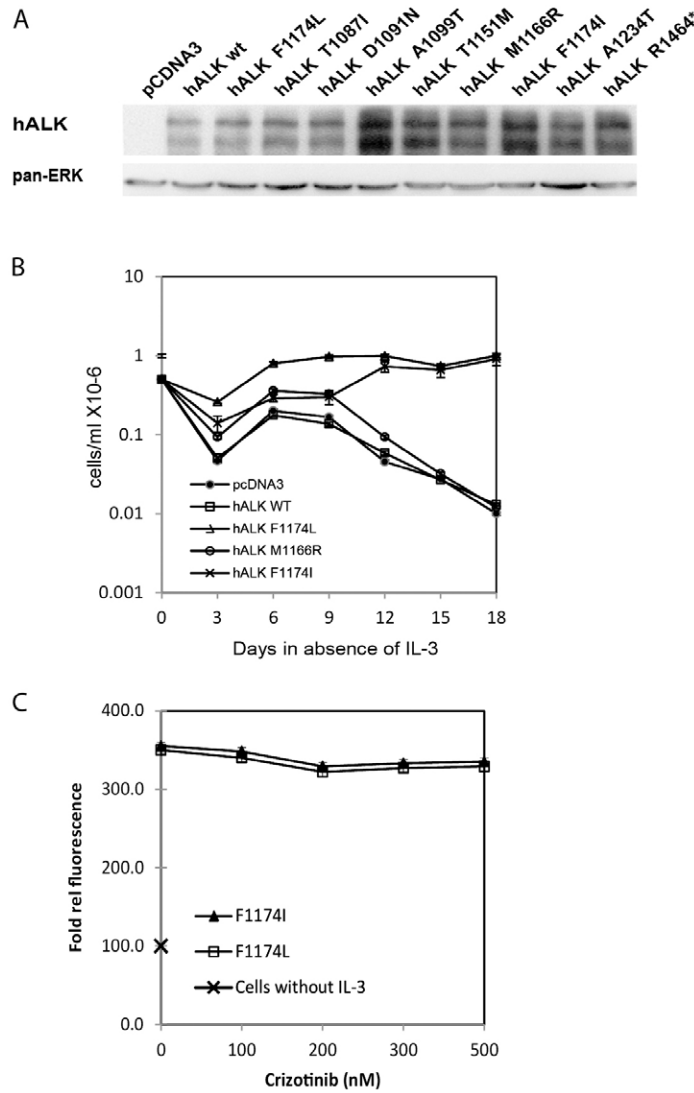 A
pCDNA3
hALK wt
hALK F1174L
hALK T1087I
hALK D1091N
hALK A1099T
hALK T1151M
hALK M1166R
hALK F1174I
hALK A1234T
hALK R1464*
hALK
pan-ERK
B
10
1
0.1
0.01
0.001
cells/ml X10-6
pcDNA3
hALK WT
hALK F1174L
hALK M1166R
hALK F1174I
0 3 6 9 12 15 18
Days in absence of IL-3
C
400.0
300.0
200.0
100.0
0.0
Fold rel fluorescence
F1174I
F1174L
Cells without IL-3
0 100 200 300 500
Crizotinib (nM)